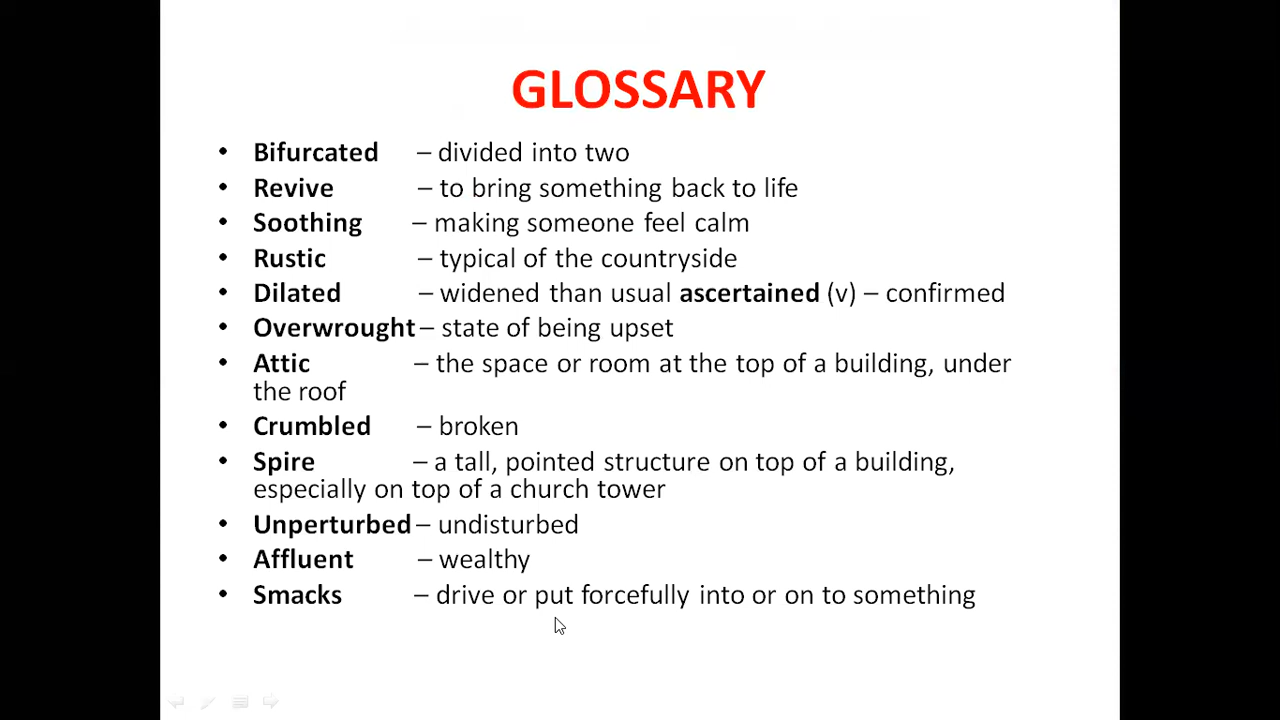 GLOSSARY
• Bifurcated – divided into two
• Revive – to bring something back to life
• Soothing – making someone feel calm
• Rustic – typical of the countryside
• Dilated – widened than usual ascertained (v) – confirmed
• Overwrought – state of being upset
• Attic – the space or room at the top of a building, under
the roof
• Crumbled – broken
• Spire – a tall, pointed structure on top of a building,
especially on top of a church tower
• Unperturbed – undisturbed
• Affluent – wealthy
• Smacks – drive or put forcefully into or on to something